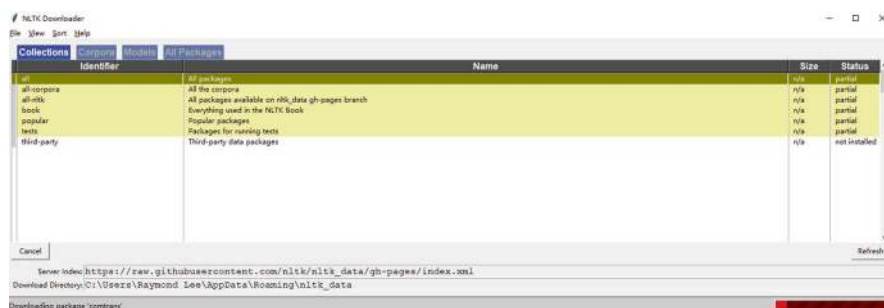 NLTK Downloader
File View Sort Help
Collections Corpora Models All Packages
Identifier Name Size Status
all All packages n/a partial
all-corpora All the corpora n/a partial
all-nltk All packages available on nltk_data gh-pages branch n/a partial
book Everything used in the NLTK Book n/a partial
popular Popular packages n/a partial
tests Packages for running tests n/a partial
third-party Third-party data packages n/a not installed
Cancel Refresh
Server Index: https://raw.githubusercontent.com/nltk/nltk_data/gh-pages/index.xml
Download Directory: C:\Users\Raymond Lee\AppData\Roaming\nltk_data
Downloading package 'comtrans'